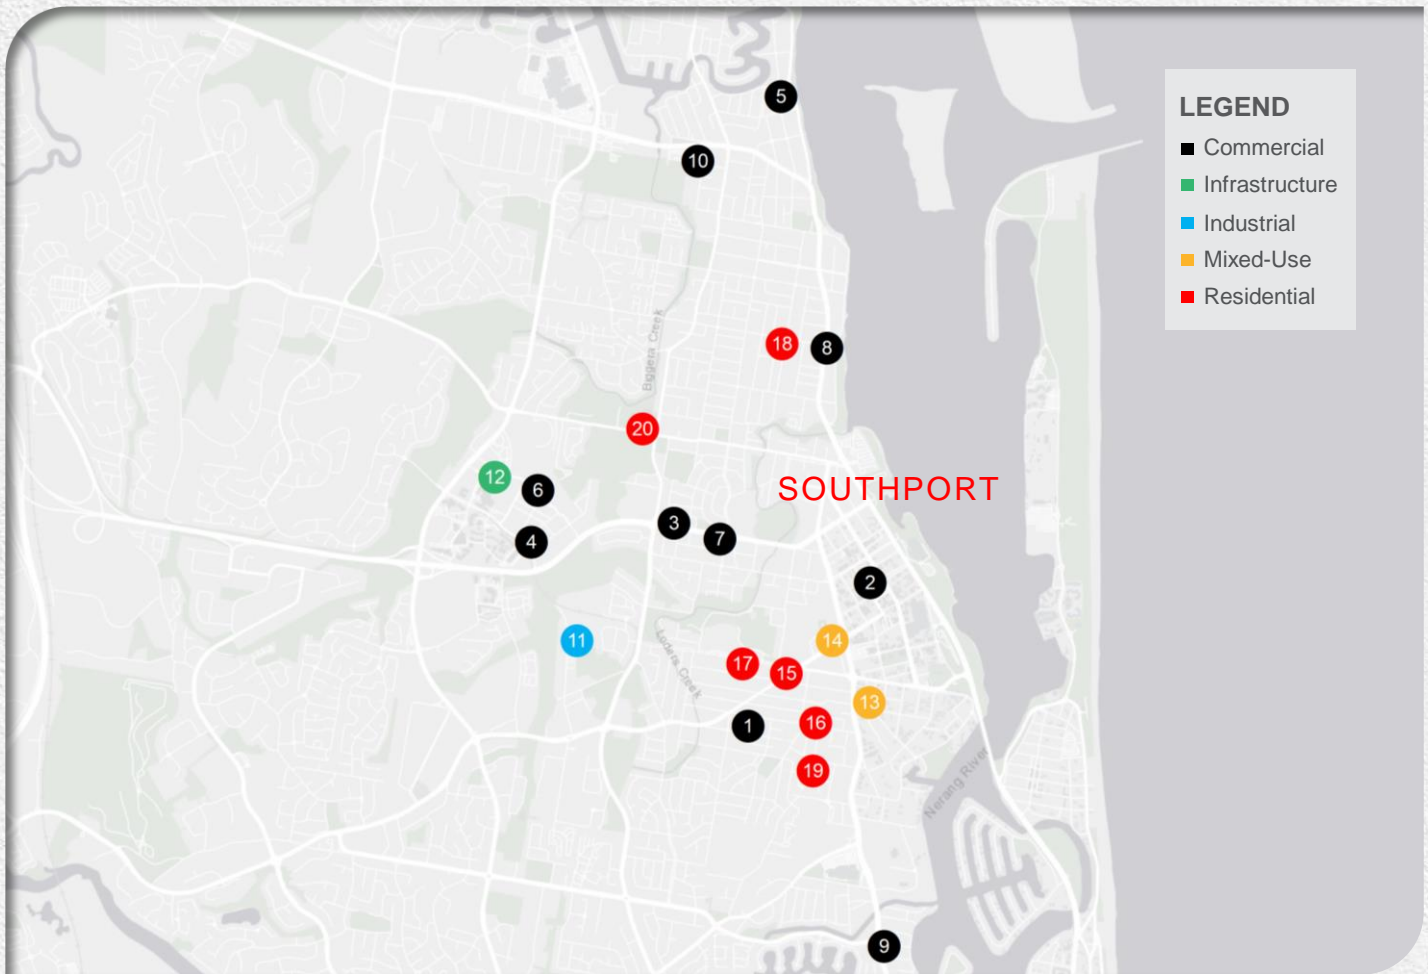 5
LEGEND
Commercial
10
Infrastructure
Industrial
Mixed-Use
Residential
Biggera Creek
18
8
20
12
6
SOUTHPORT
3
7
4
2
11
14
Loders Creek
17
15
13
16
1
19
Nerang River
9